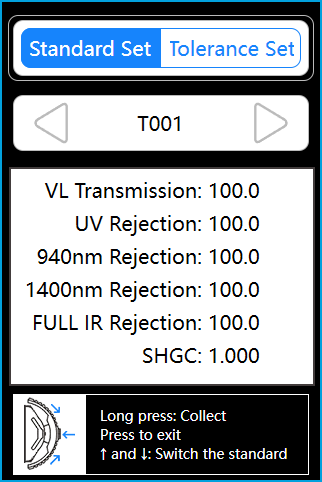 Standard Set Tolerance Set
T001
VL Transmission: 100.0
UV Rejection: 100.0
940nm Rejection: 100.0
1400nm Rejection: 100.0
FULL IR Rejection: 100.0
SHGC: 1.000
Long press: Collect
Press to exit
↑ and ↓: Switch the standard